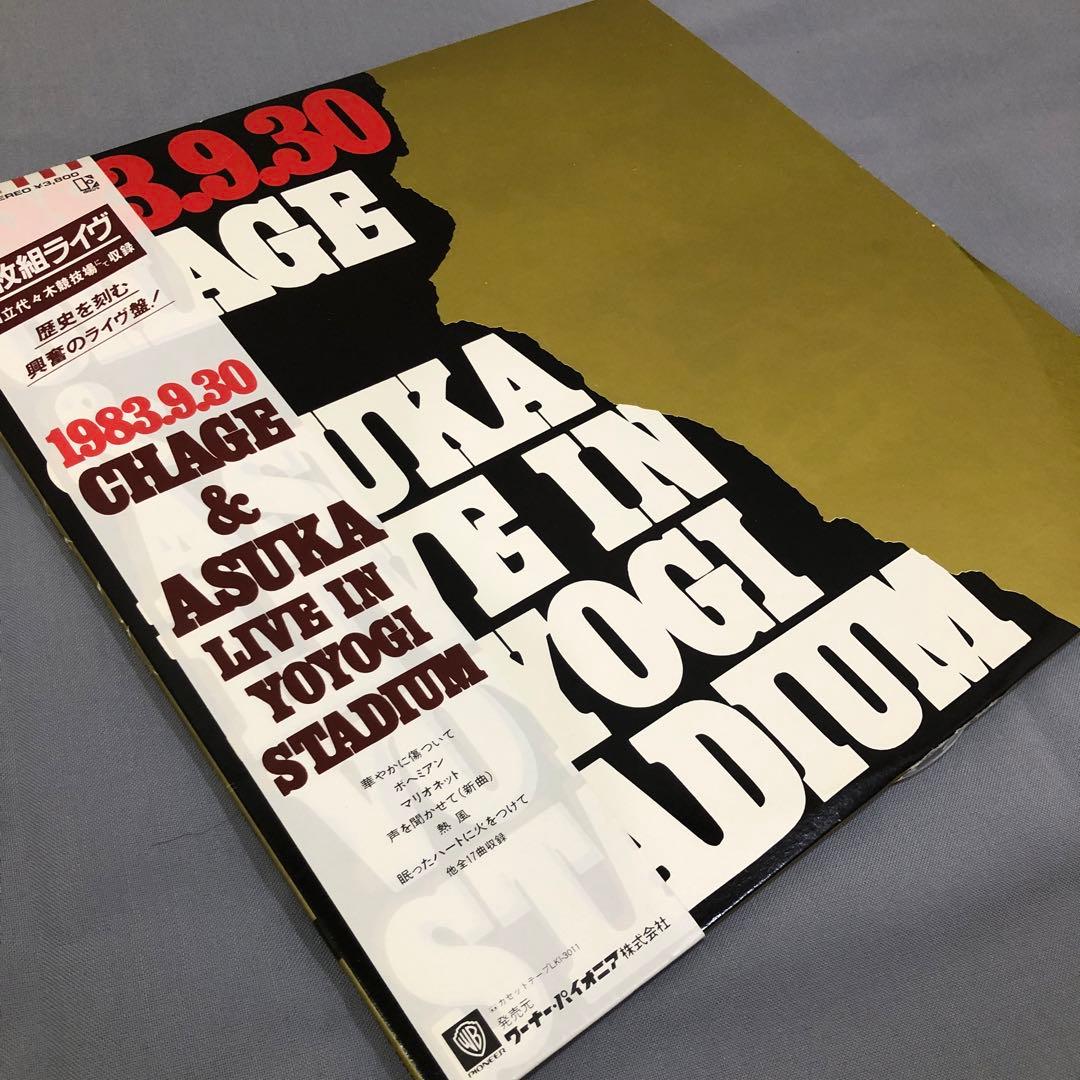 3.9.30
AGE
UKA
VE IN
YOGI
STADIUM
EREO ¥3,800
枚組ライヴ
立代々木競技場にて収録
歴史を刻む
興奮のライヴ盤!
1983.9.30
CHAGE
&
ASUKA
LIVE IN
YOYOGI
STADIUM
華やかに傷ついて
ボヘミアン
マリオネット
声を聞かせて(新曲)
熱風
眠ったハートに火をつけて
他全17曲収録
カセットテープLKI-3011
発売元
ワーナー・パイオニア株式会社
WB
PIONEER